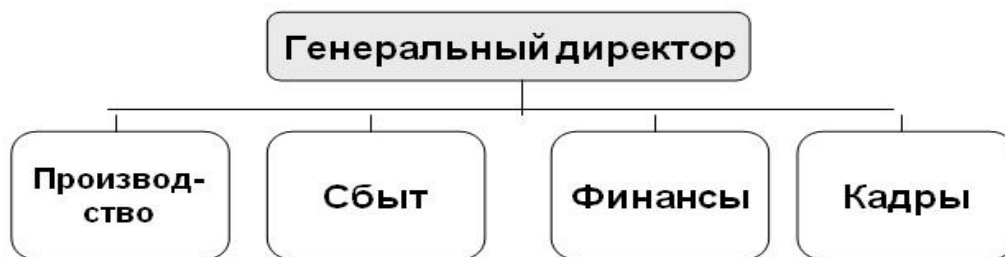 Генеральный директор
Производ-
ство
Сбыт
Финансы
Кадры